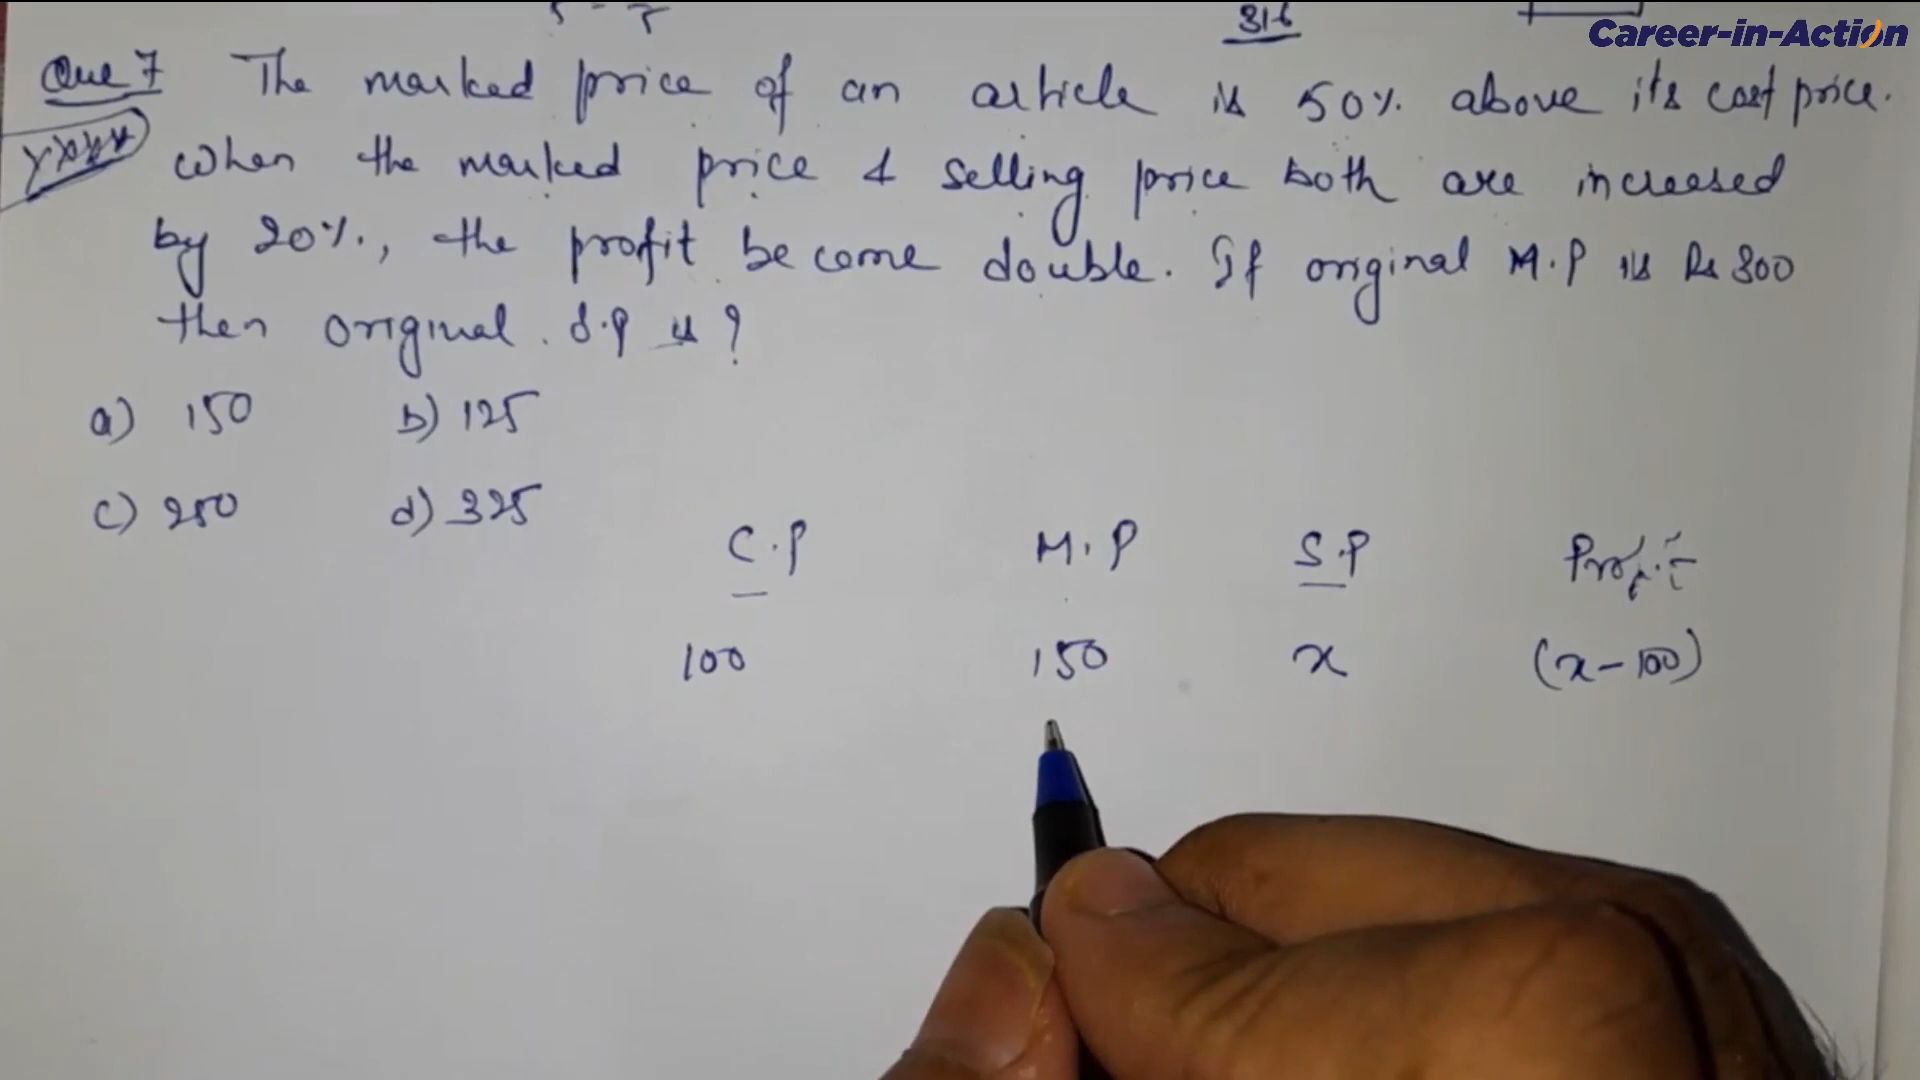 316
Career-in-Action
Que 7 The marked price of an article is 50% above its cost price.
When the marked price & selling price both are increased
by 20%, the profit become double. If original M.P is Rs 300
then original S.P is ?
a) 150 b) 125
c) 250 d) 325
C.P M.P S.P Profit
100 150 x (x-100)